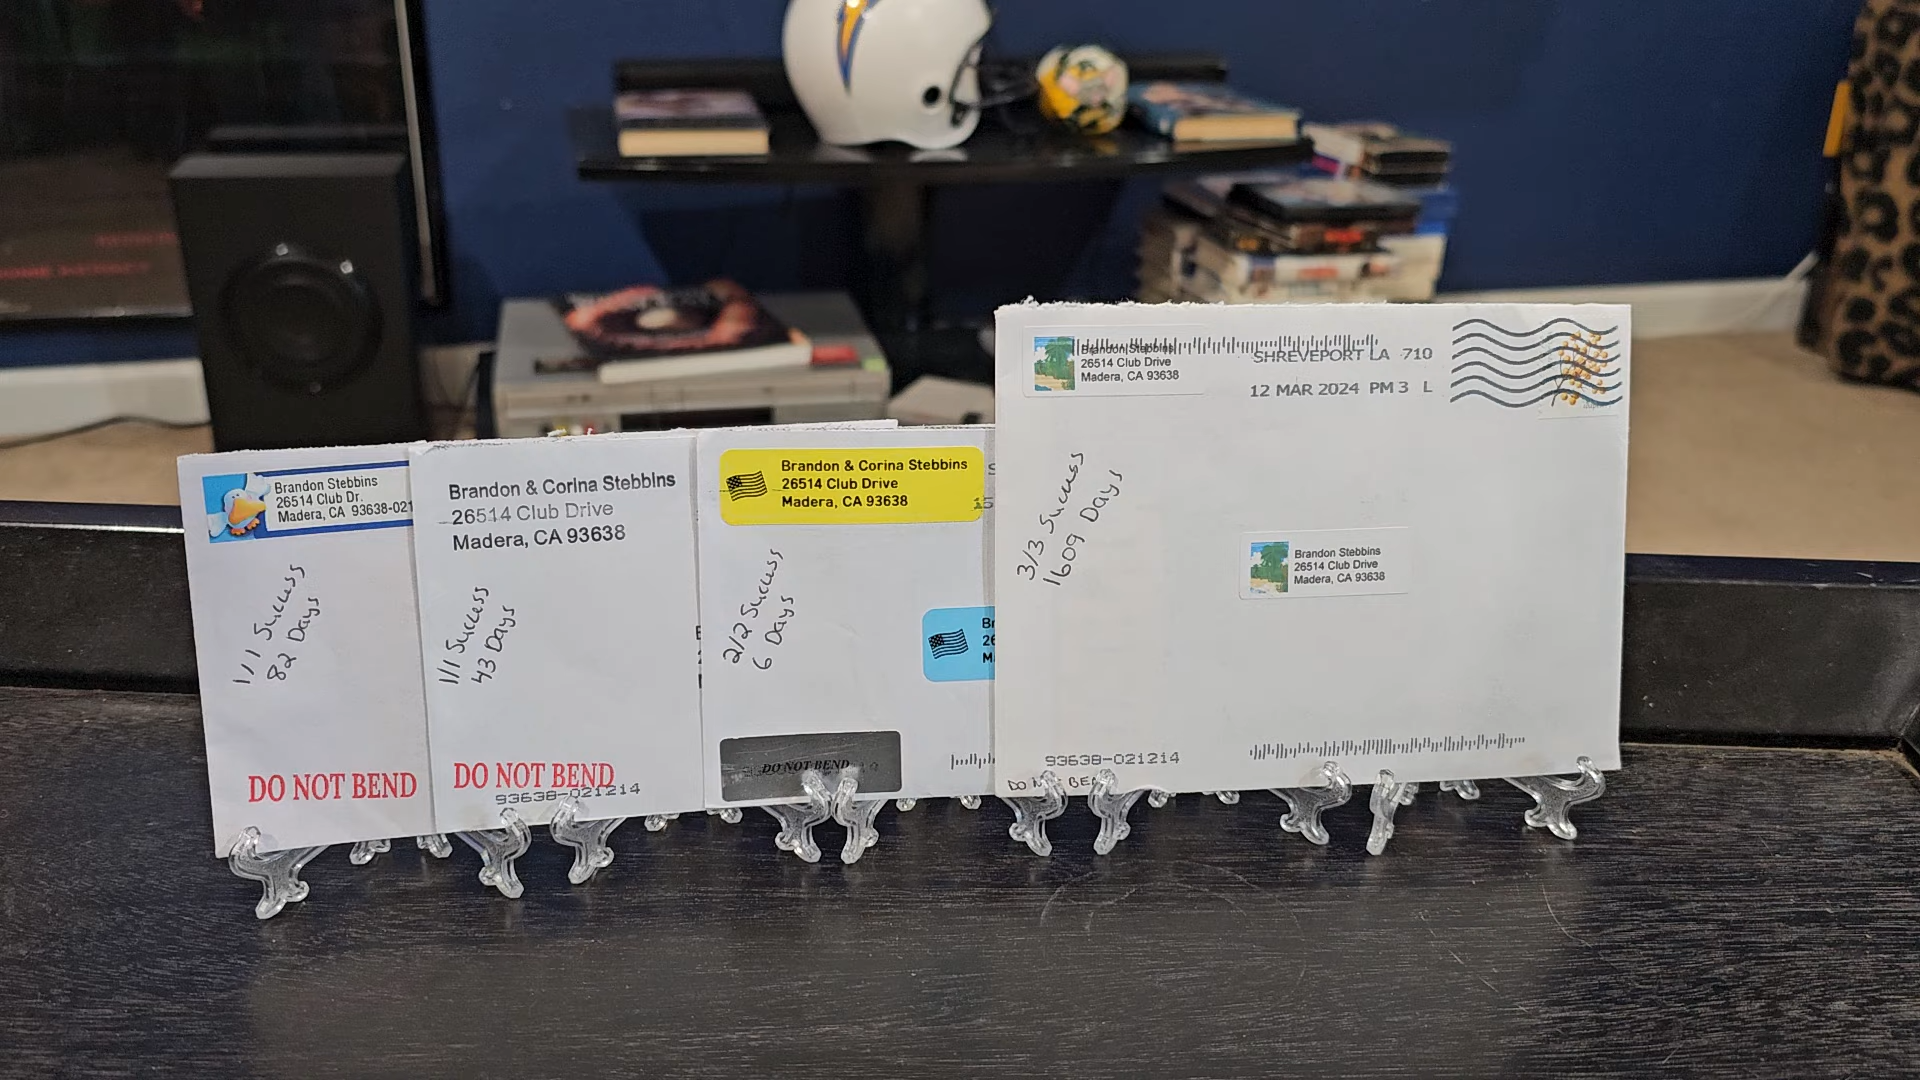 Brandon Stebbins
26514 Club Dr.
Madera, CA 93638-021
1/1 Success
82 Days
DO NOT BEND
Brandon & Corina Stebbins
26514 Club Drive
Madera, CA 93638
1/1 Success
43 Days
DO NOT BEND
93638-021214
Brandon & Corina Stebbins
26514 Club Drive
Madera, CA 93638
2/2 Success
6 Days
DO NOT BEND
Br
26
M
Brandon Stebbins
26514 Club Drive
Madera, CA 93638
SHREVEPORT LA 710
12 MAR 2024 PM 3 L
3/3 Success
1609 Days
Brandon Stebbins
26514 Club Drive
Madera, CA 93638
93638-021214